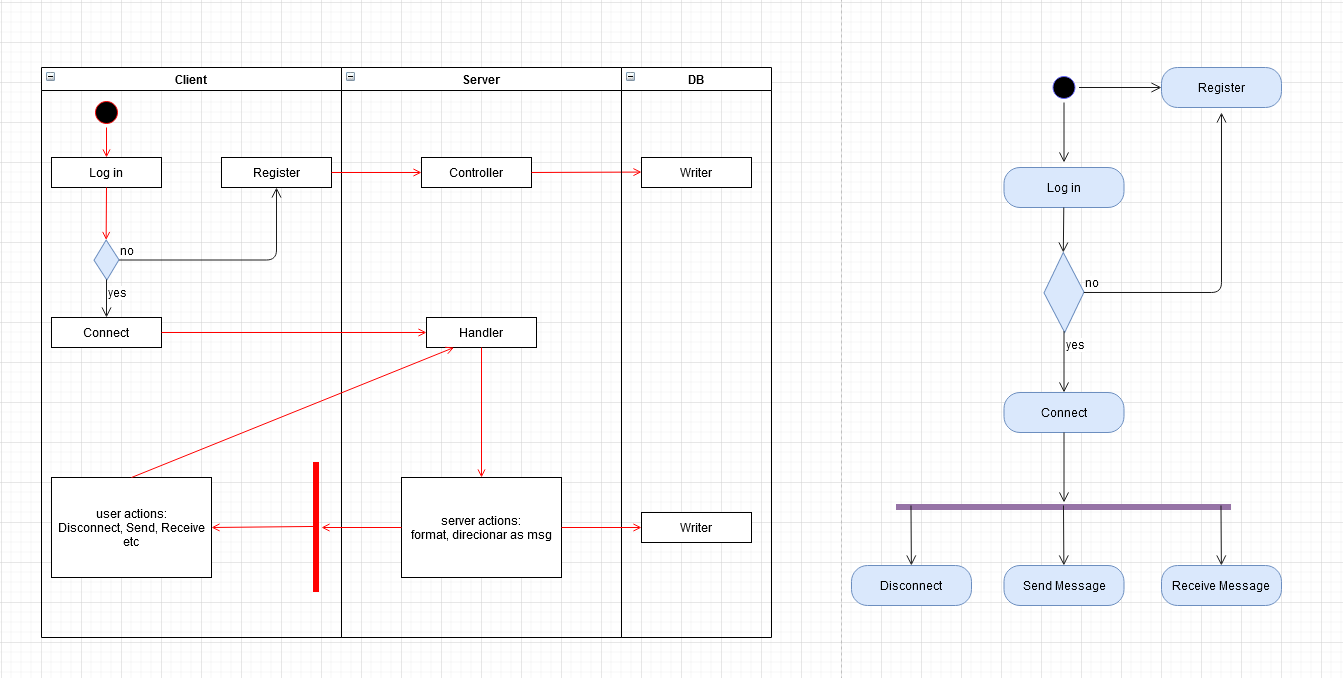 Client
Server
DB
Log in
Register
Controller
Writer
no
yes
Connect
Handler
user actions:
Disconnect, Send, Receive
etc
server actions:
format, direcionar as msg
Writer
Register
Log in
no
yes
Connect
Disconnect
Send Message
Receive Message